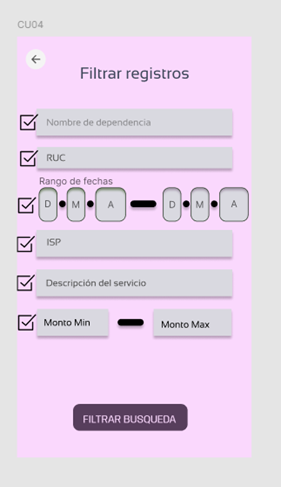 CU04
Filtrar registros
Nombre de dependencia
RUC
Rango de fechas
D M A D M A
ISP
Descripción del servicio
Monto Min Monto Max
FILTRAR BUSQUEDA